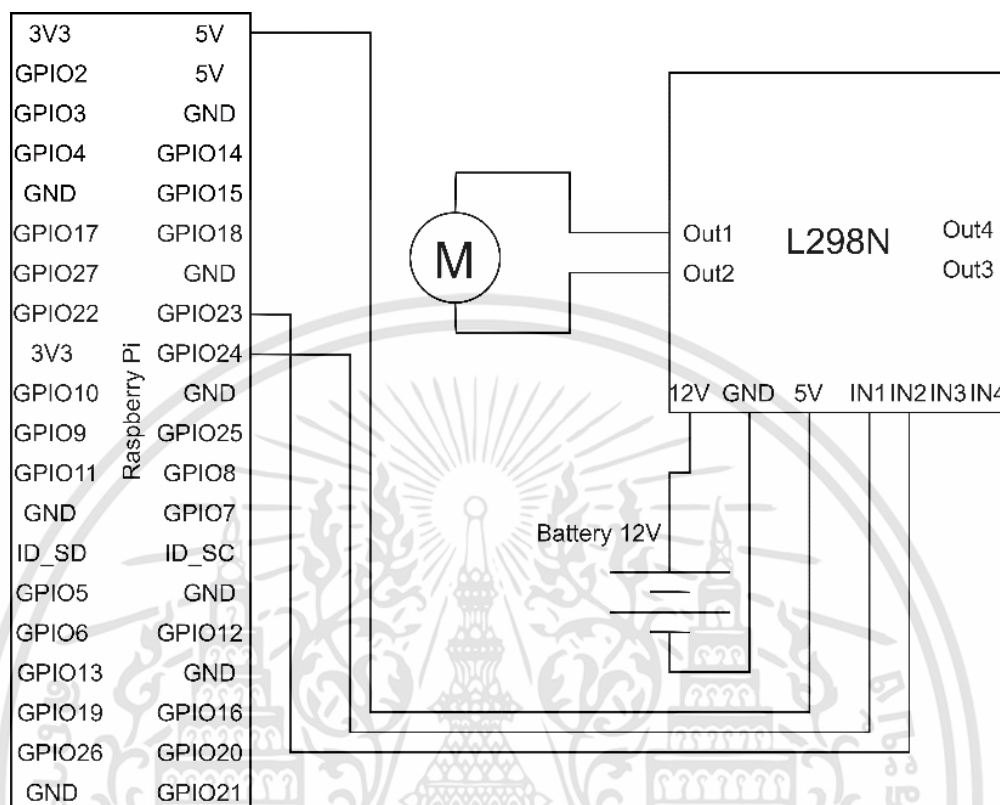 3V3 5V
GPIO2 5V
GPIO3 GND
GPIO4 GPIO14
GND GPIO15
GPIO17 GPIO18
GPIO27 GND
GPIO22 GPIO23
3V3 GPIO24
GPIO10 GND
GPIO9 GPIO25
GPIO11 GPIO8
GND GPIO7
ID_SD ID_SC
GPIO5 GND
GPIO6 GPIO12
GPIO13 GND
GPIO19 GPIO16
GPIO26 GPIO20
GND GPIO21
Raspberry Pi
M
Out1 L298N Out4
Out2 Out3
12V GND 5V IN1 IN2 IN3 IN4
Battery 12V